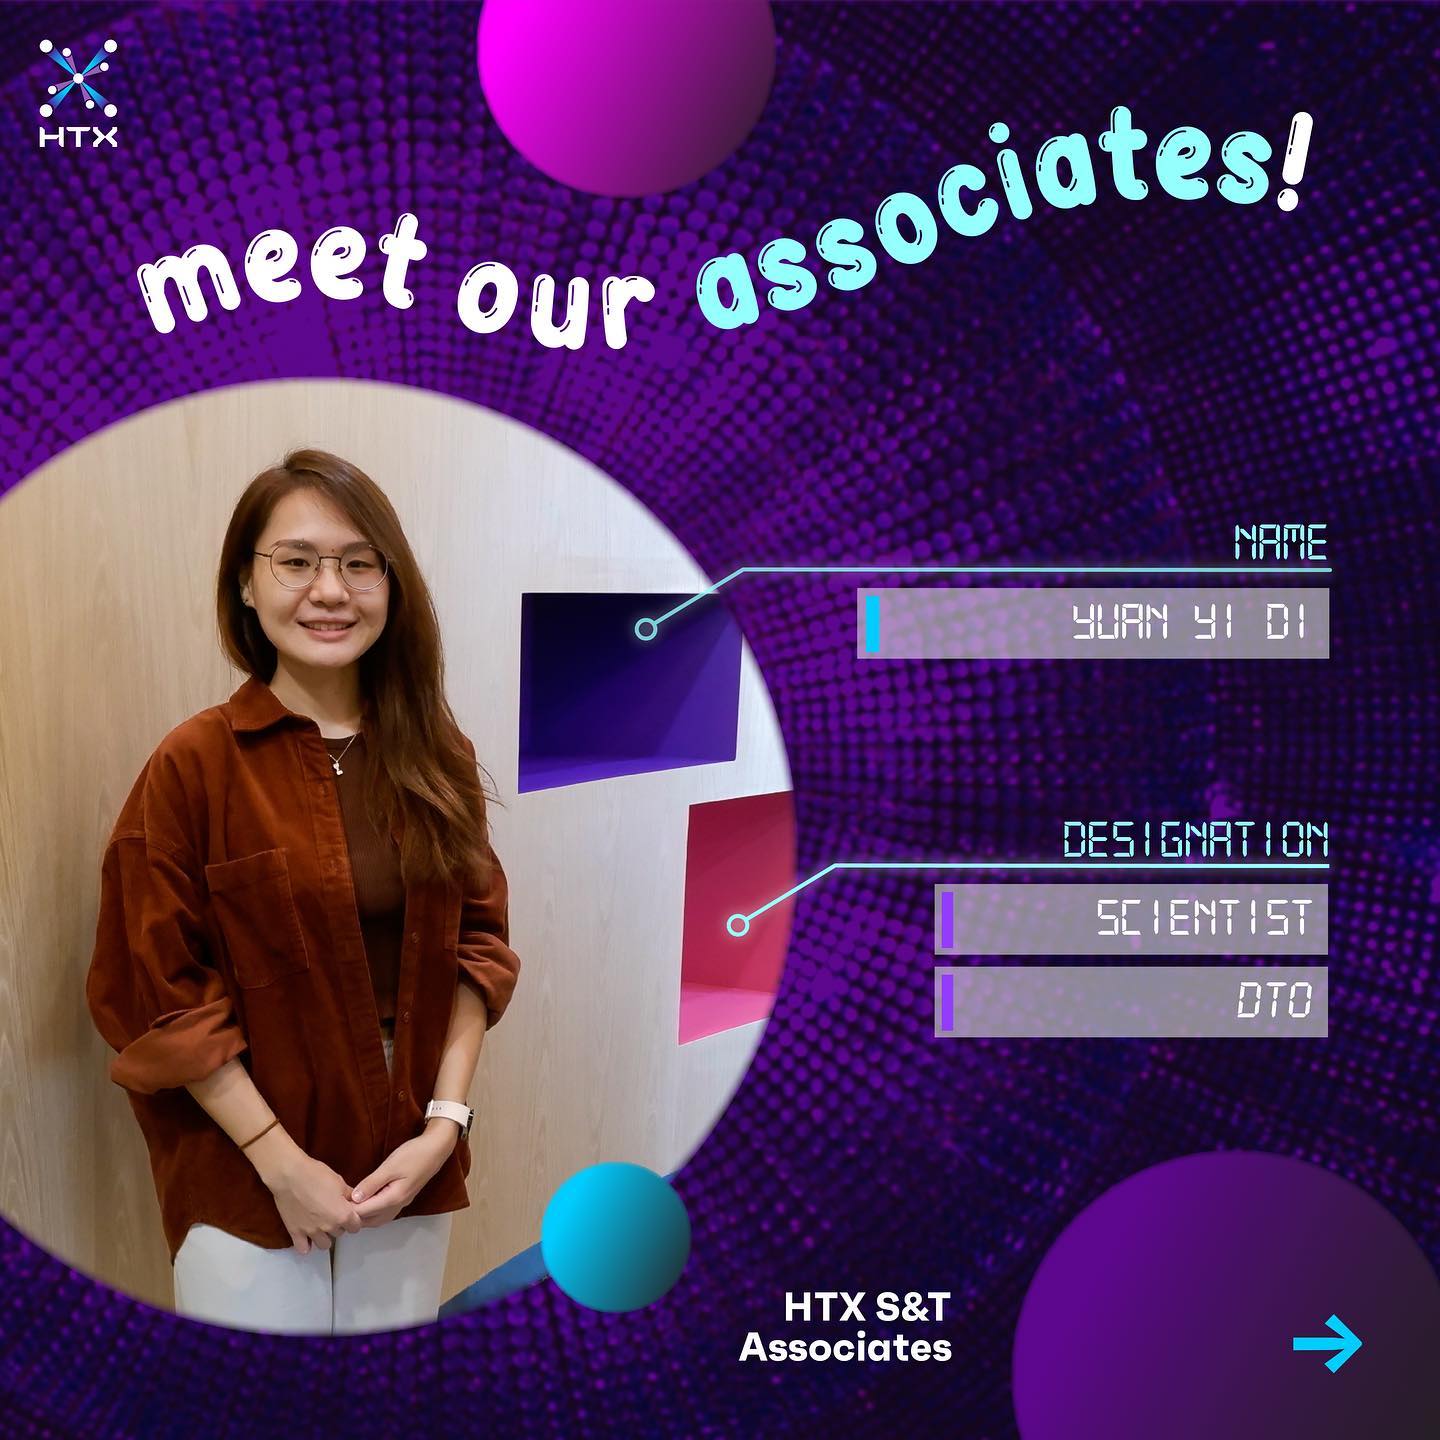 HTX
meet our associates!
NAME
YUAN YI DI
DESIGNATION
SCIENTIST
DTO
HTX S&T
Associates